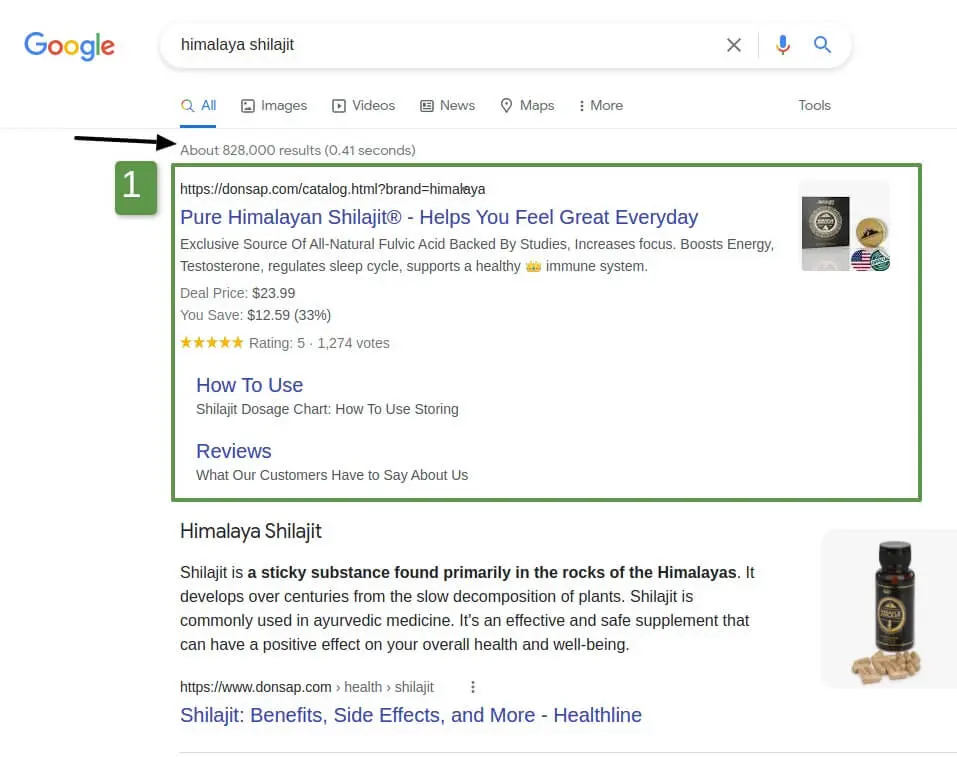 Google
himalaya shilajit
All Images Videos News Maps More Tools
About 828,000 results (0.41 seconds)
1
https://donsap.com/catalog.html?brand=himalaya
Pure Himalayan Shilajit® - Helps You Feel Great Everyday
Exclusive Source Of All-Natural Fulvic Acid Backed By Studies, Increases focus. Boosts Energy,
Testosterone, regulates sleep cycle, supports a healthy 👑 immune system.
Deal Price: $23.99
You Save: $12.59 (33%)
Rating: 5 · 1,274 votes
How To Use
Shilajit Dosage Chart: How To Use Storing
Reviews
What Our Customers Have to Say About Us
Himalaya Shilajit
Shilajit is a sticky substance found primarily in the rocks of the Himalayas. It
develops over centuries from the slow decomposition of plants. Shilajit is
commonly used in ayurvedic medicine. It's an effective and safe supplement that
can have a positive effect on your overall health and well-being.
https://www.donsap.com › health › shilajit
Shilajit: Benefits, Side Effects, and More - Healthline